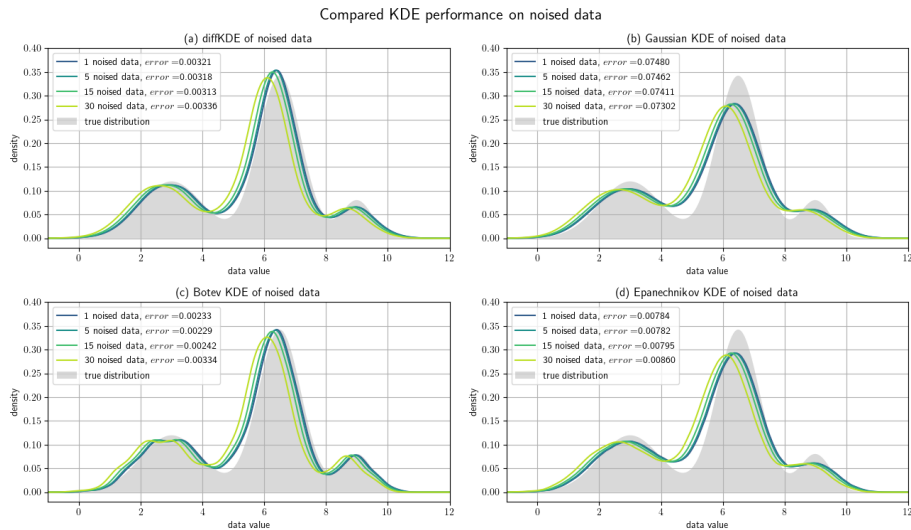 Compared KDE performance on noised data
(a) diffKDE of noised data
0.40
0.35
0.30
0.25
0.20
0.15
0.10
0.05
0.00
density
1 noised data, error=0.00321
5 noised data, error=0.00318
15 noised data, error=0.00313
30 noised data, error=0.00336
true distribution
0 2 4 6 8 10 12
data value
(b) Gaussian KDE of noised data
0.40
0.35
0.30
0.25
0.20
0.15
0.10
0.05
0.00
density
1 noised data, error=0.07480
5 noised data, error=0.07462
15 noised data, error=0.07411
30 noised data, error=0.07302
true distribution
0 2 4 6 8 10 12
data value
(c) Botev KDE of noised data
0.40
0.35
0.30
0.25
0.20
0.15
0.10
0.05
0.00
density
1 noised data, error=0.00233
5 noised data, error=0.00229
15 noised data, error=0.00242
30 noised data, error=0.00334
true distribution
0 2 4 6 8 10 12
data value
(d) Epanechnikov KDE of noised data
0.40
0.35
0.30
0.25
0.20
0.15
0.10
0.05
0.00
density
1 noised data, error=0.00784
5 noised data, error=0.00782
15 noised data, error=0.00795
30 noised data, error=0.00860
true distribution
0 2 4 6 8 10 12
data value